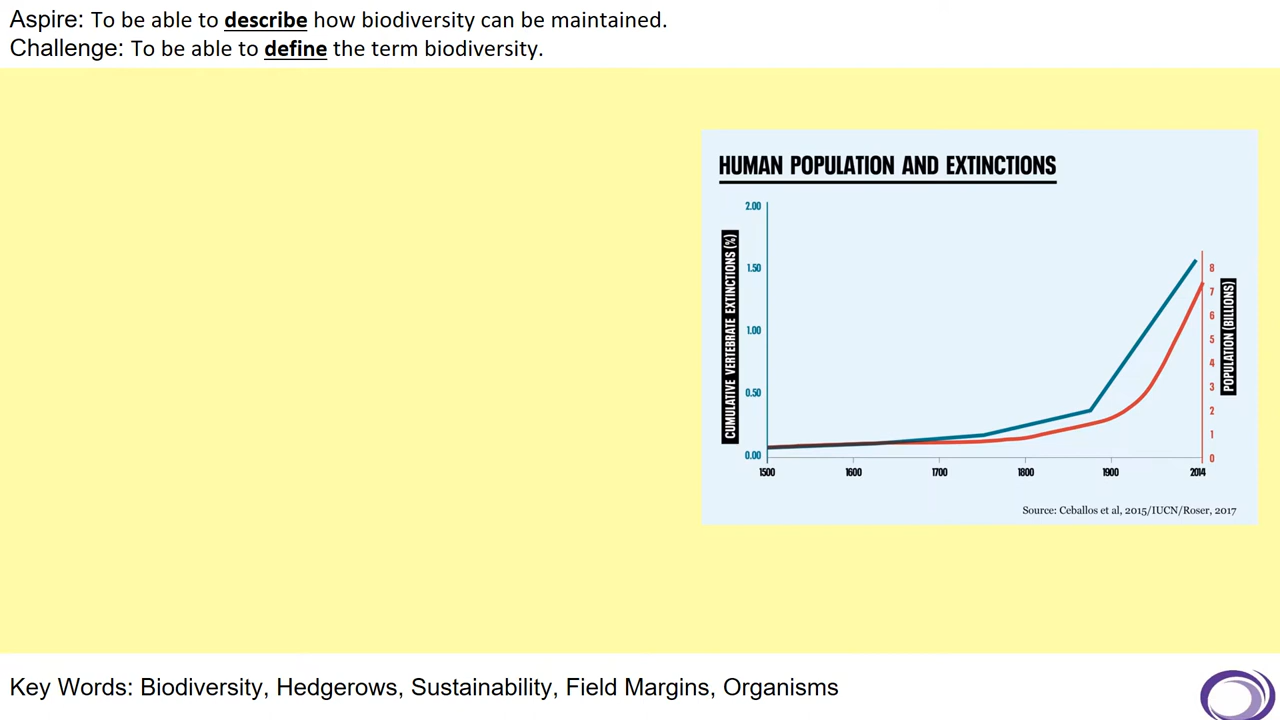 Aspire: To be able to describe how biodiversity can be maintained.
Challenge: To be able to define the term biodiversity.
HUMAN POPULATION AND EXTINCTIONS
CUMULATIVE VERTEBRATE EXTINCTIONS (%)
2.00
1.50
1.00
0.50
0.00
1500 1600 1700 1800 1900 2014
8
7
6
5
4
3
2
1
0
POPULATION (BILLIONS)
Source: Ceballos et al, 2015/IUCN/Roser, 2017
Key Words: Biodiversity, Hedgerows, Sustainability, Field Margins, Organisms